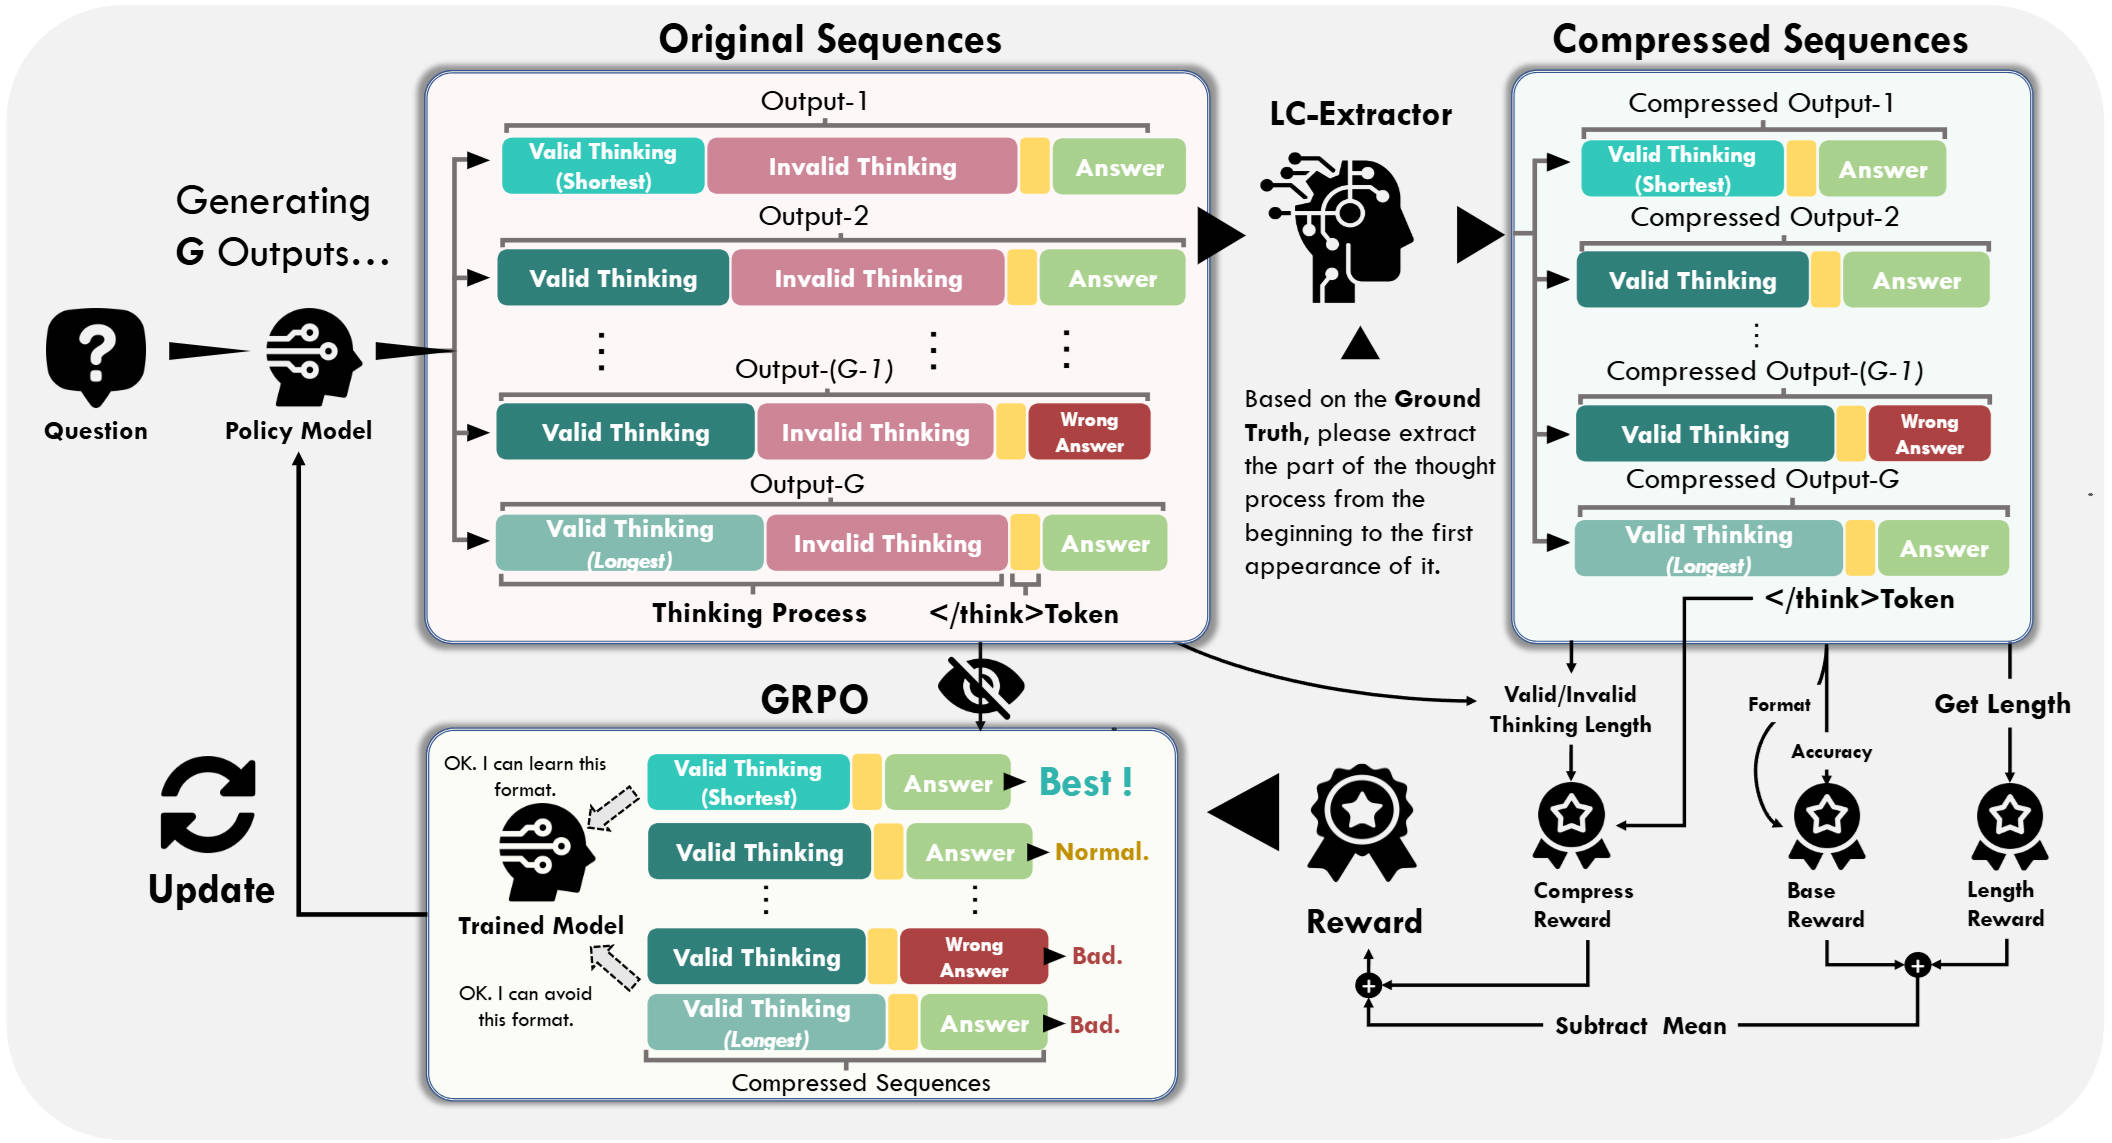 Original Sequences
Compressed Sequences
Output-1
Valid Thinking
(Shortest)
Invalid Thinking
Answer
Output-2
Valid Thinking
Invalid Thinking
Answer
Output-(G-1)
Valid Thinking
Invalid Thinking
Wrong
Answer
Output-G
Valid Thinking
(Longest)
Invalid Thinking
Answer
Thinking Process
</think>Token
Generating
G Outputs...
Question
Policy Model
LC-Extractor
Based on the Ground
Truth, please extract
the part of the thought
process from the
beginning to the first
appearance of it.
Compressed Output-1
Valid Thinking
(Shortest)
Answer
Compressed Output-2
Valid Thinking
Answer
Compressed Output-(G-1)
Valid Thinking
Wrong
Answer
Compressed Output-G
Valid Thinking
(Longest)
Answer
</think>Token
Valid/Invalid
Thinking Length
Format
Accuracy
Get Length
Compress
Reward
Base
Reward
Length
Reward
Subtract Mean
Reward
GRPO
OK. I can learn this
format.
Trained Model
OK. I can avoid
this format.
Valid Thinking
(Shortest)
Answer
Best !
Valid Thinking
Answer
Normal.
Valid Thinking
Wrong
Answer
Bad.
Valid Thinking
(Longest)
Answer
Bad.
Compressed Sequences
Update